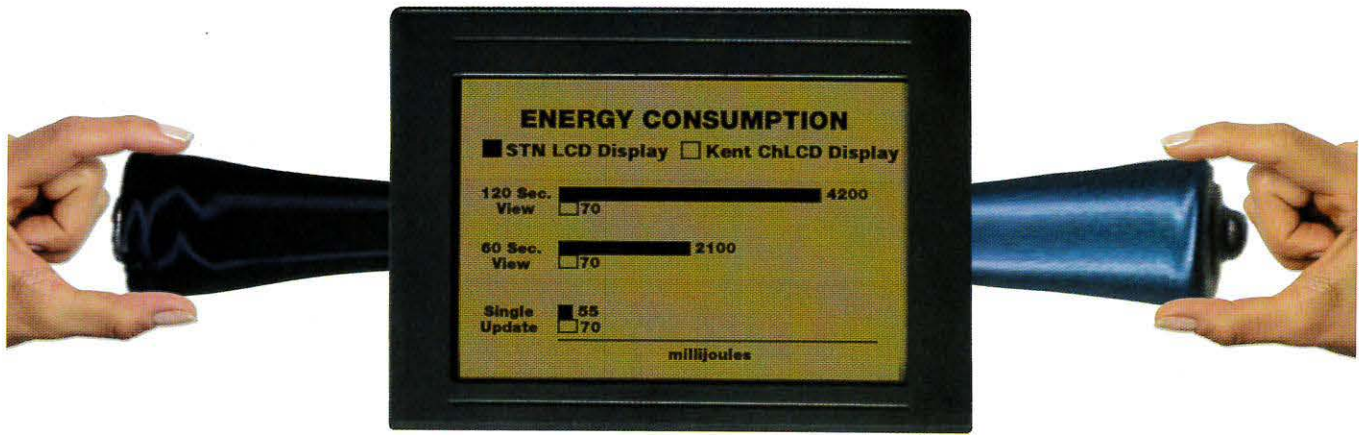 ENERGY CONSUMPTION
STN LCD Display Kent ChLCD Display
120 Sec. View 4200
70
60 Sec. View 2100
70
Single Update 55
70
millijoules